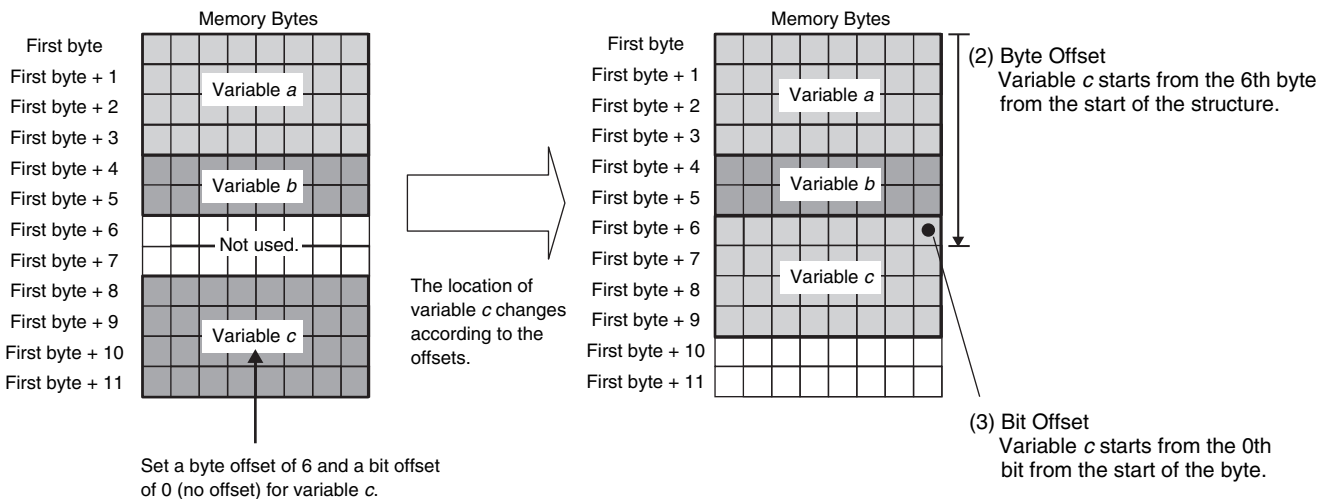 Memory Bytes
First byte
First byte + 1
First byte + 2
First byte + 3
First byte + 4
First byte + 5
First byte + 6
First byte + 7
First byte + 8
First byte + 9
First byte + 10
First byte + 11
Variable a
Variable b
Not used.
Variable c
Set a byte offset of 6 and a bit offset
of 0 (no offset) for variable c.
The location of
variable c changes
according to the
offsets.
Memory Bytes
First byte
First byte + 1
First byte + 2
First byte + 3
First byte + 4
First byte + 5
First byte + 6
First byte + 7
First byte + 8
First byte + 9
First byte + 10
First byte + 11
Variable a
Variable b
Variable c
(2) Byte Offset
Variable c starts from the 6th byte
from the start of the structure.
(3) Bit Offset
Variable c starts from the 0th
bit from the start of the byte.